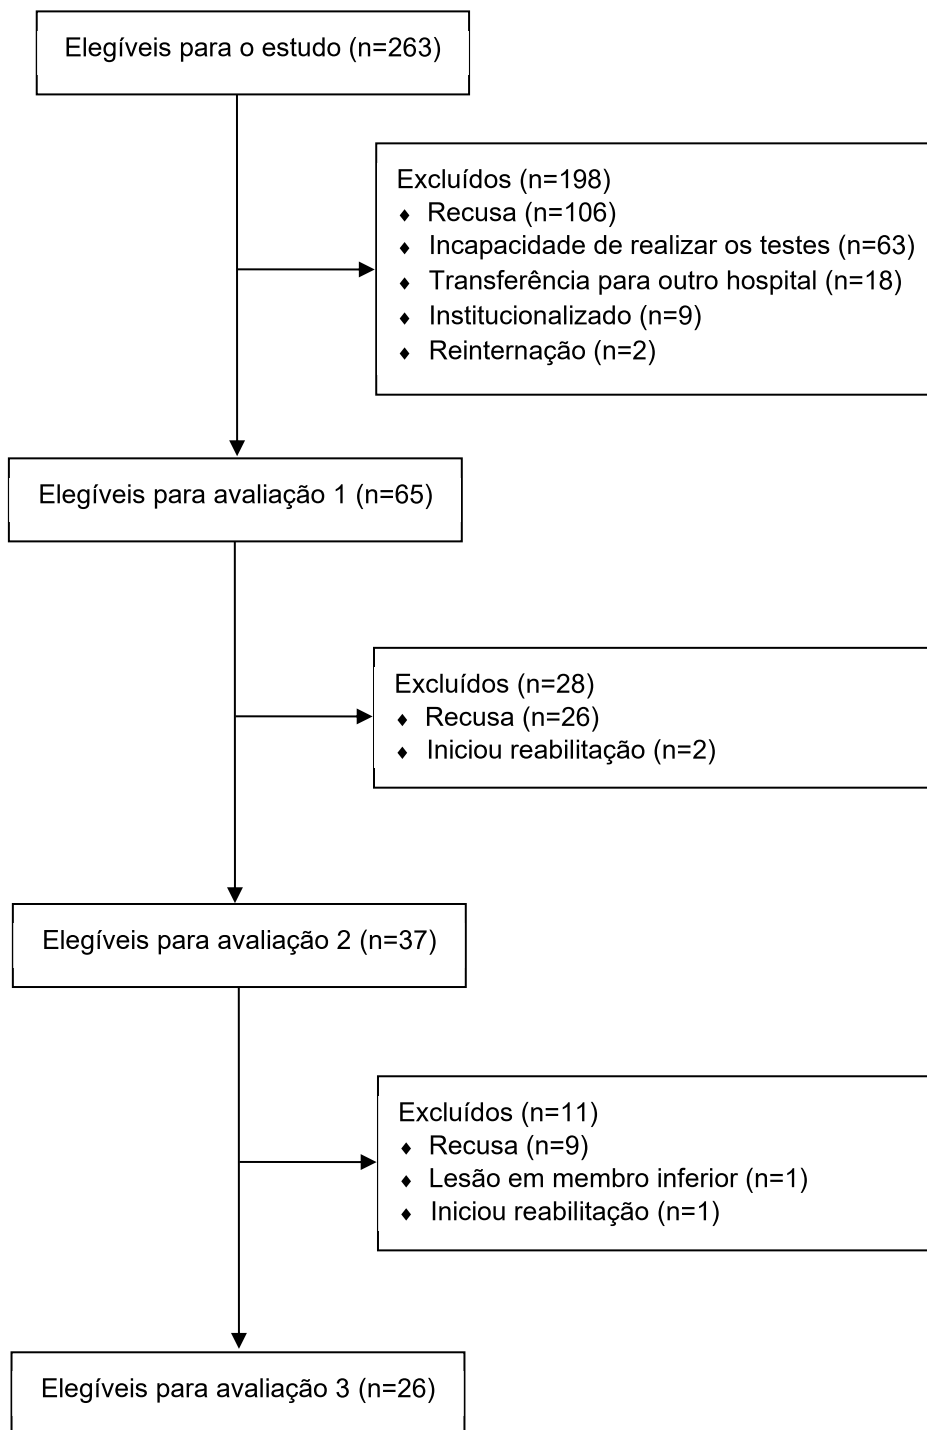 Elegíveis para o estudo (n=263)
Excluídos (n=198)
♦ Recusa (n=106)
♦ Incapacidade de realizar os testes (n=63)
♦ Transferência para outro hospital (n=18)
♦ Institucionalizado (n=9)
♦ Reinternação (n=2)
Elegíveis para avaliação 1 (n=65)
Excluídos (n=28)
♦ Recusa (n=26)
♦ Iniciou reabilitação (n=2)
Elegíveis para avaliação 2 (n=37)
Excluídos (n=11)
♦ Recusa (n=9)
♦ Lesão em membro inferior (n=1)
♦ Iniciou reabilitação (n=1)
Elegíveis para avaliação 3 (n=26)